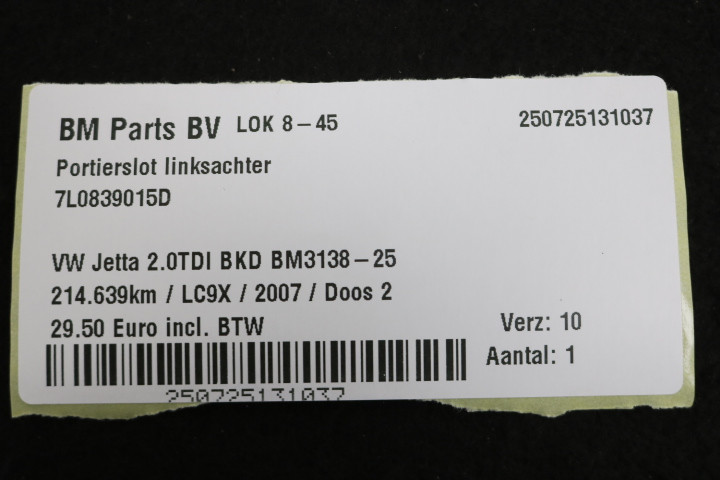 BM Parts BV LOK 8-45 250725131037
Portierslot linksachter
7L0839015D
VW Jetta 2.0TDI BKD BM3138-25
214.639km / LC9X / 2007 / Doos 2
29.50 Euro incl. BTW Verz: 10
Aantal: 1
250725131037